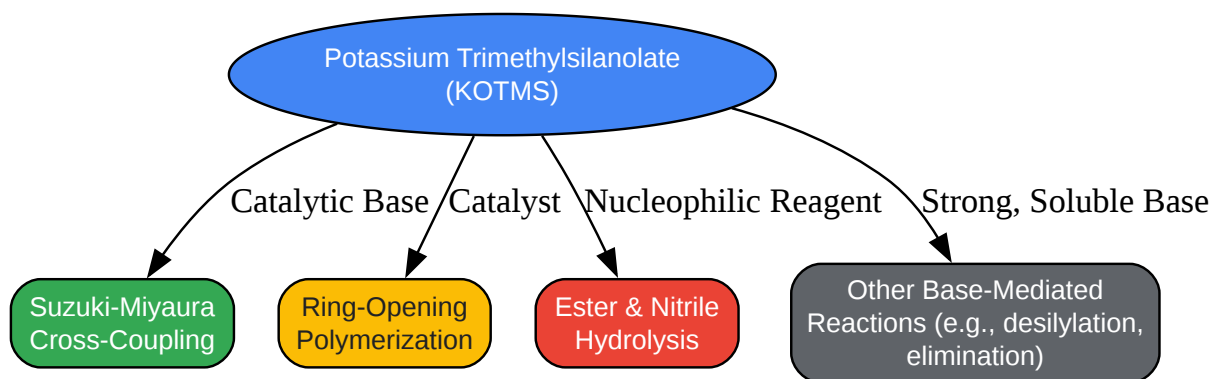 Potassium Trimethylsilanolate
(KOTMS)
Catalytic Base
Catalyst
Nucleophilic Reagent
Strong, Soluble Base
Suzuki-Miyaura
Cross-Coupling
Ring-Opening
Polymerization
Ester & Nitrile
Hydrolysis
Other Base-Mediated
Reactions (e.g., desilylation,
elimination)